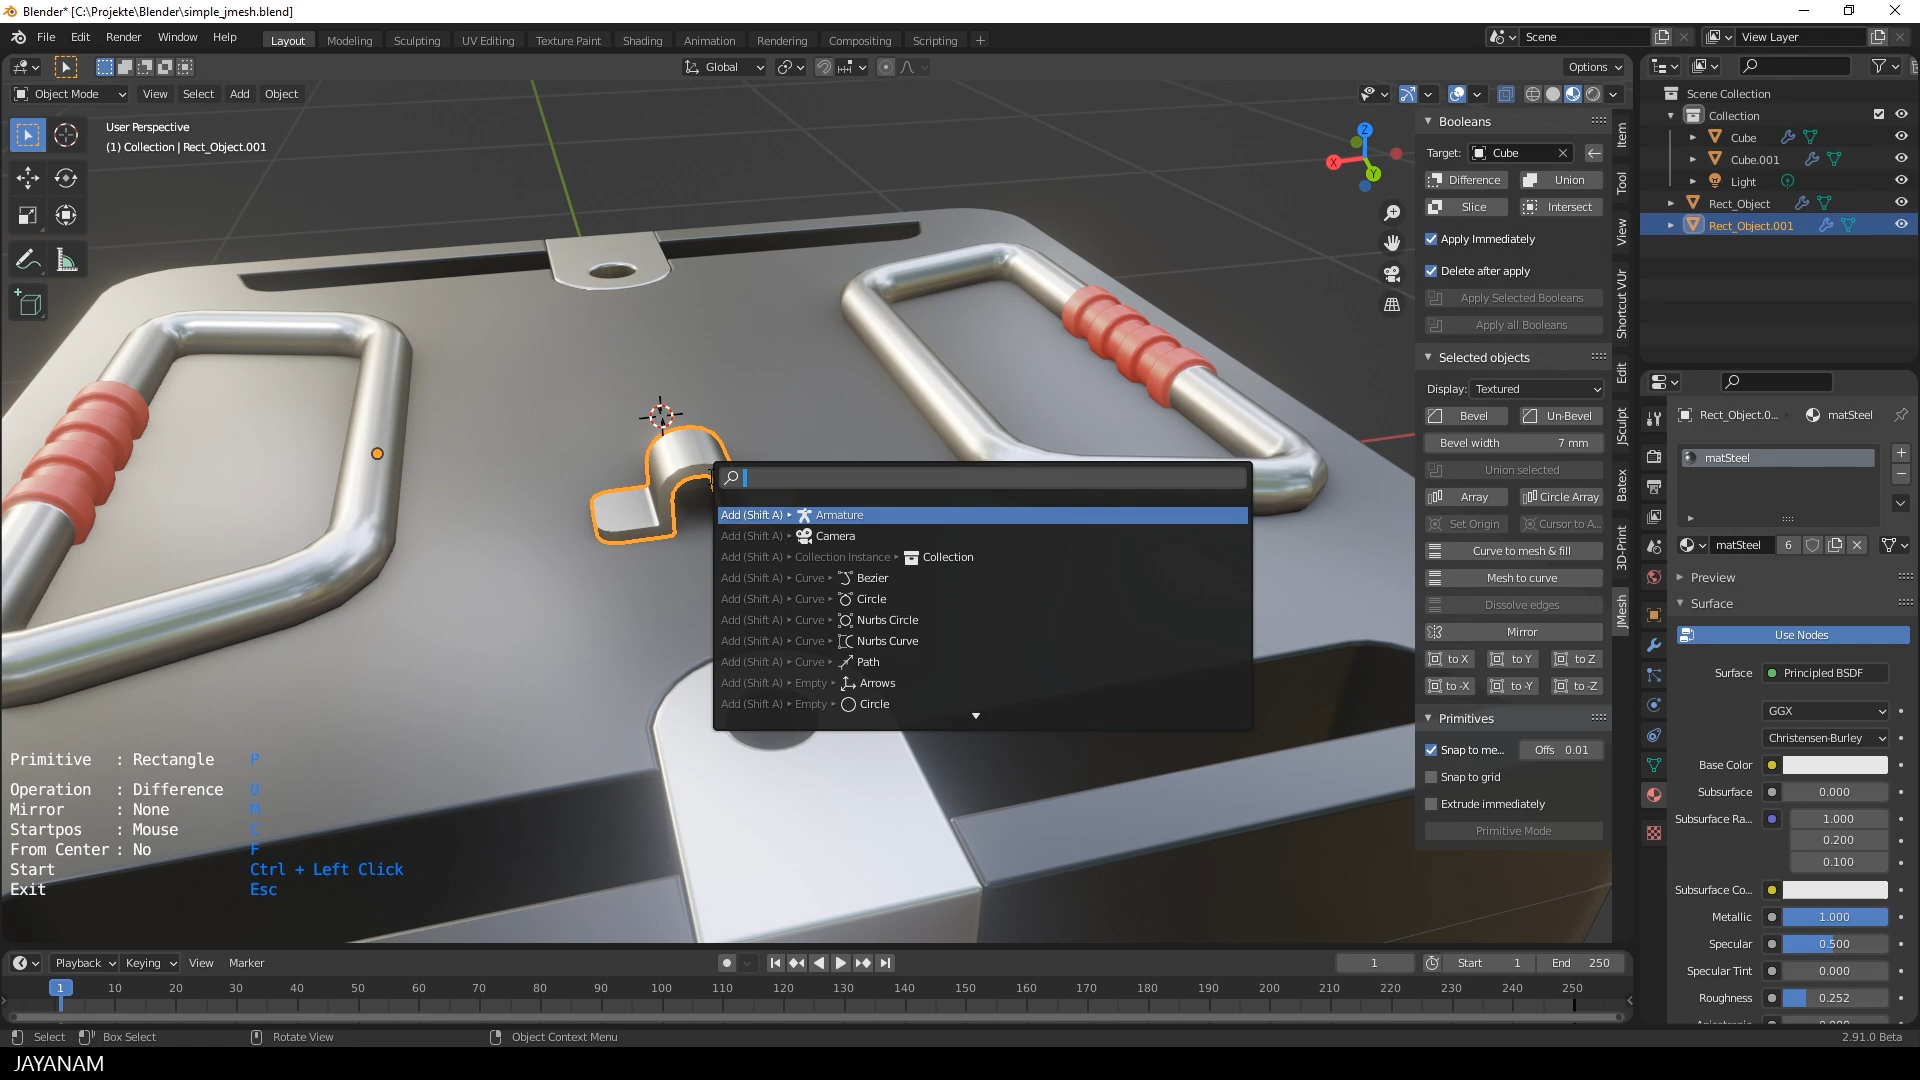 Blender* [C:\Projekte\Blender\simple_jmesh.blend]
File Edit Render Window Help
Layout Modeling Sculpting UV Editing Texture Paint Shading Animation Rendering Compositing Scripting +
Scene
View Layer
Global
Options
Object Mode View Select Add Object
User Perspective
(1) Collection | Rect_Object.001
Z
X
Y
Booleans
Target: Cube
Difference Union
Slice Intersect
Apply Immediately
Delete after apply
Apply Selected Booleans
Apply all Booleans
Selected objects
Display: Textured
Bevel Un-Bevel
Bevel width 7 mm
Union selected
Array Circle Array
Set Origin Cursor to A...
Curve to mesh & fill
Mesh to curve
Dissolve edges
Mirror
to X to Y to Z
to -X to -Y to -Z
Primitives
Snap to me... Offs 0.01
Snap to grid
Extrude immediately
Primitive Mode
Item
Tool
View
Shortcut VUr
Edit
JSculpt
Batex
3D-Print
JMesh
Scene Collection
Collection
Cube
Cube.001
Light
Rect_Object
Rect_Object.001
Rect_Object.0... matSteel
matSteel
matSteel 6
Preview
Surface
Use Nodes
Surface Principled BSDF
GGX
Christensen-Burley
Base Color
Subsurface 0.000
Subsurface Ra... 1.000
0.200
0.100
Subsurface Co...
Metallic 1.000
Specular 0.500
Specular Tint 0.000
Roughness 0.252
Add (Shift A) ▸ Armature
Add (Shift A) ▸ Camera
Add (Shift A) ▸ Collection Instance ▸ Collection
Add (Shift A) ▸ Curve ▸ Bezier
Add (Shift A) ▸ Curve ▸ Circle
Add (Shift A) ▸ Curve ▸ Nurbs Circle
Add (Shift A) ▸ Curve ▸ Nurbs Curve
Add (Shift A) ▸ Curve ▸ Path
Add (Shift A) ▸ Empty ▸ Arrows
Add (Shift A) ▸ Empty ▸ Circle
Primitive : Rectangle P
Operation : Difference O
Mirror : None M
Startpos : Mouse
From Center : No F
Start Ctrl + Left Click
Exit Esc
Playback Keying View Marker
1 Start 1 End 250
1 10 20 30 40 50 60 70 80 90 100 110 120 130 140 150 160 170 180 190 200 210 220 230 240 250
Select Box Select Rotate View Object Context Menu 2.91.0 Beta
JAYANAM